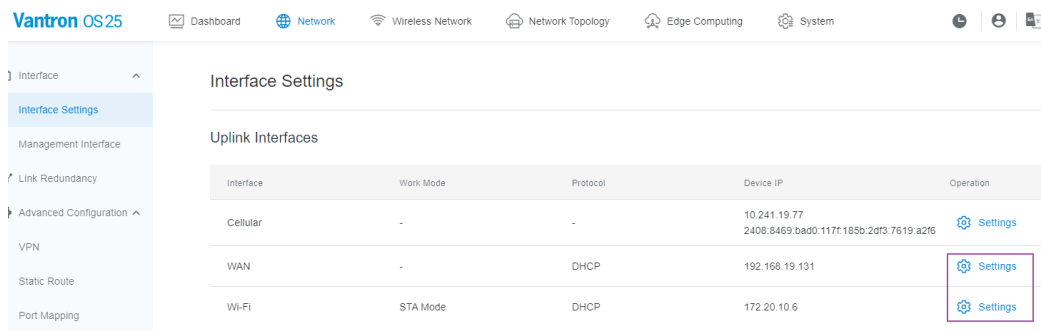 Vantron OS25 Dashboard Network Wireless Network Network Topology Edge Computing System
Interface
Interface Settings
Management Interface
Link Redundancy
Advanced Configuration
VPN
Static Route
Port Mapping
Interface Settings
Uplink Interfaces
Interface Work Mode Protocol Device IP Operation
Cellular - - 10.241.19.77 Settings
2408:8469:bad0:117f:185b:2df3:7619:a2f6
WAN - DHCP 192.168.19.131 Settings
Wi-Fi STA Mode DHCP 172.20.10.6 Settings